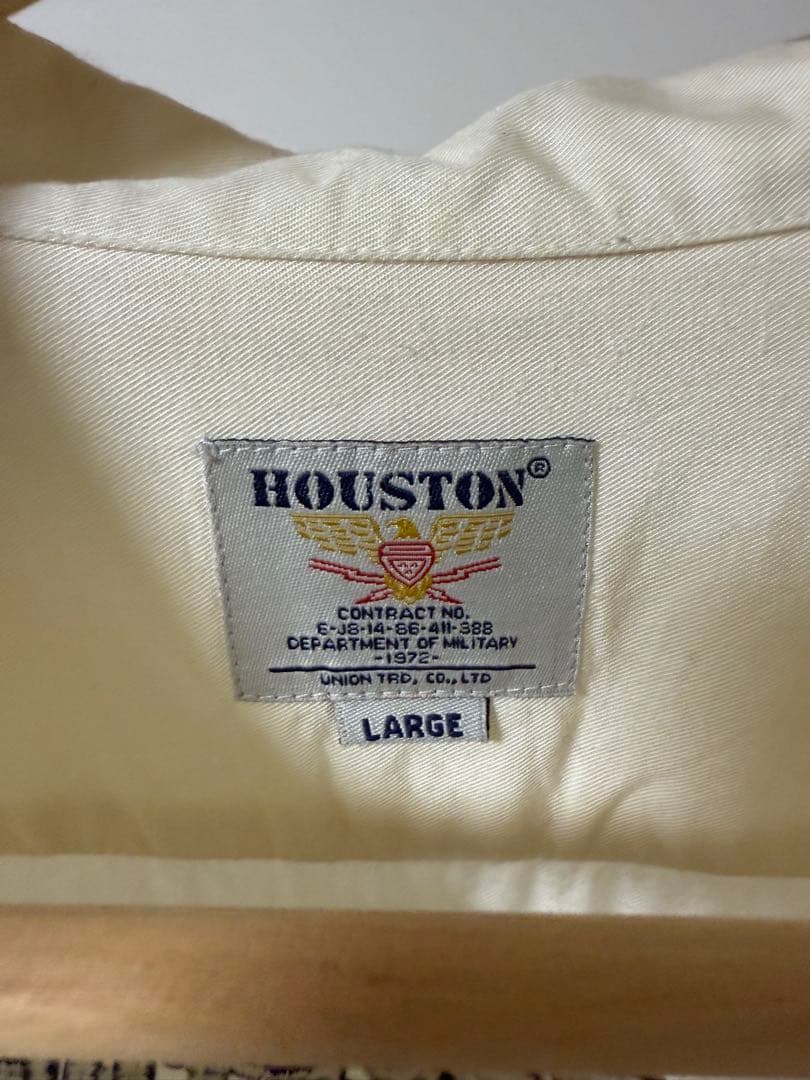 HOUSTON®
CONTRACT NO.
E-J8-14-86-411-388
DEPARTMENT OF MILITARY
-1972-
UNION TRD, CO.,LTD
LARGE